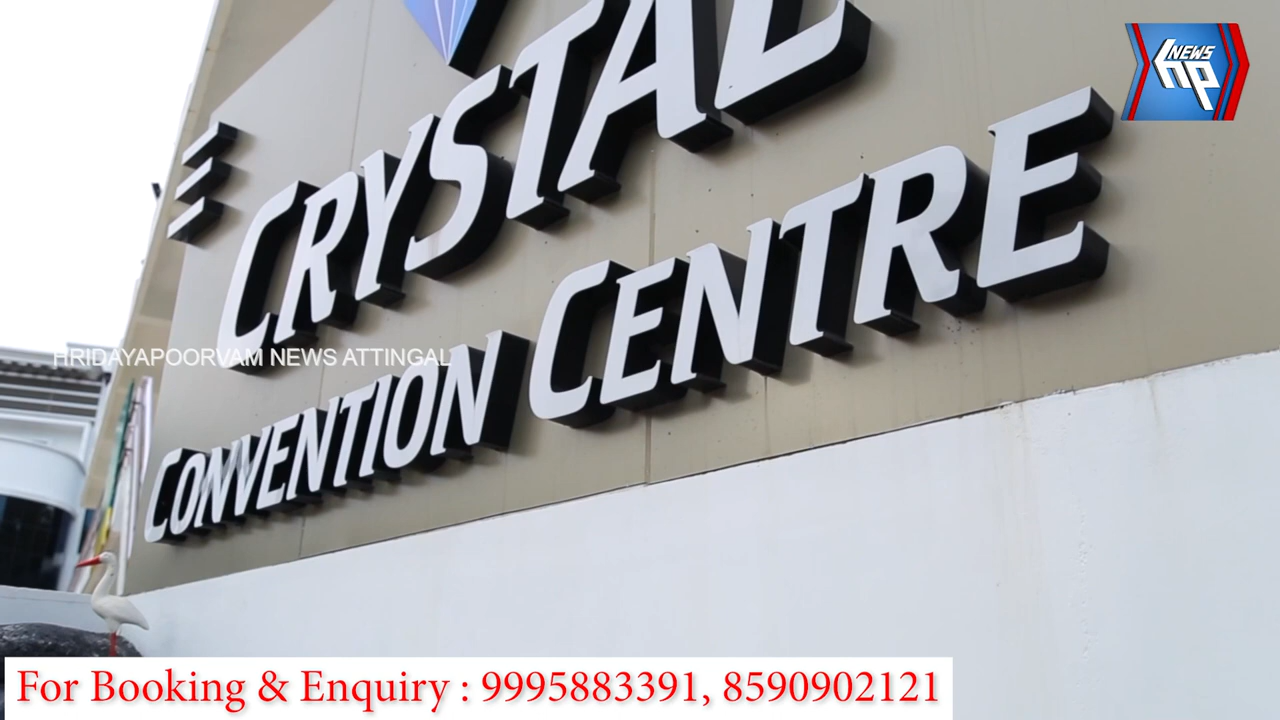 NEWS
hp
CRYSTAL
CONVENTION CENTRE
HRIDAYAPOORVAM NEWS ATTINGAL
For Booking & Enquiry : 9995883391, 8590902121